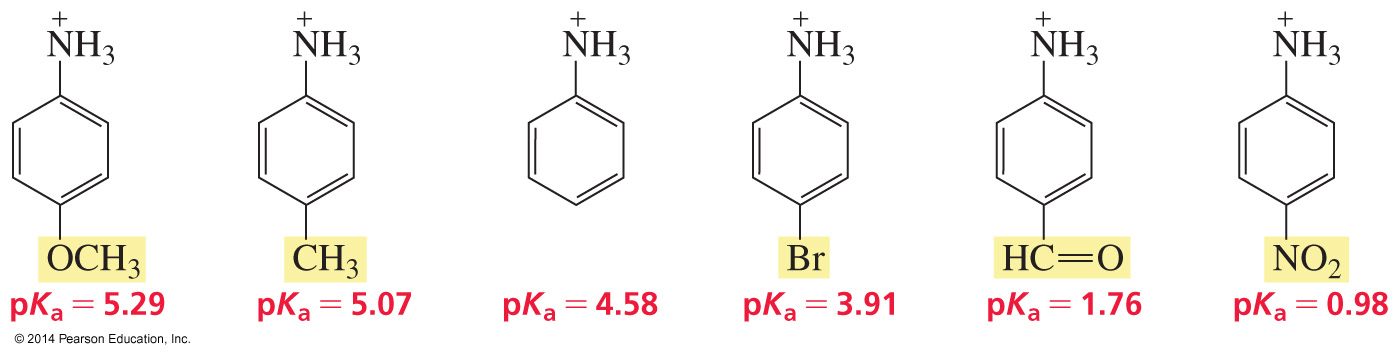 + + + + + +
NH₃ NH₃ NH₃ NH₃ NH₃ NH₃
OCH₃ CH₃ Br HC=O NO₂
pKₐ = 5.29 pKₐ = 5.07 pKₐ = 4.58 pKₐ = 3.91 pKₐ = 1.76 pKₐ = 0.98
© 2014 Pearson Education, Inc.